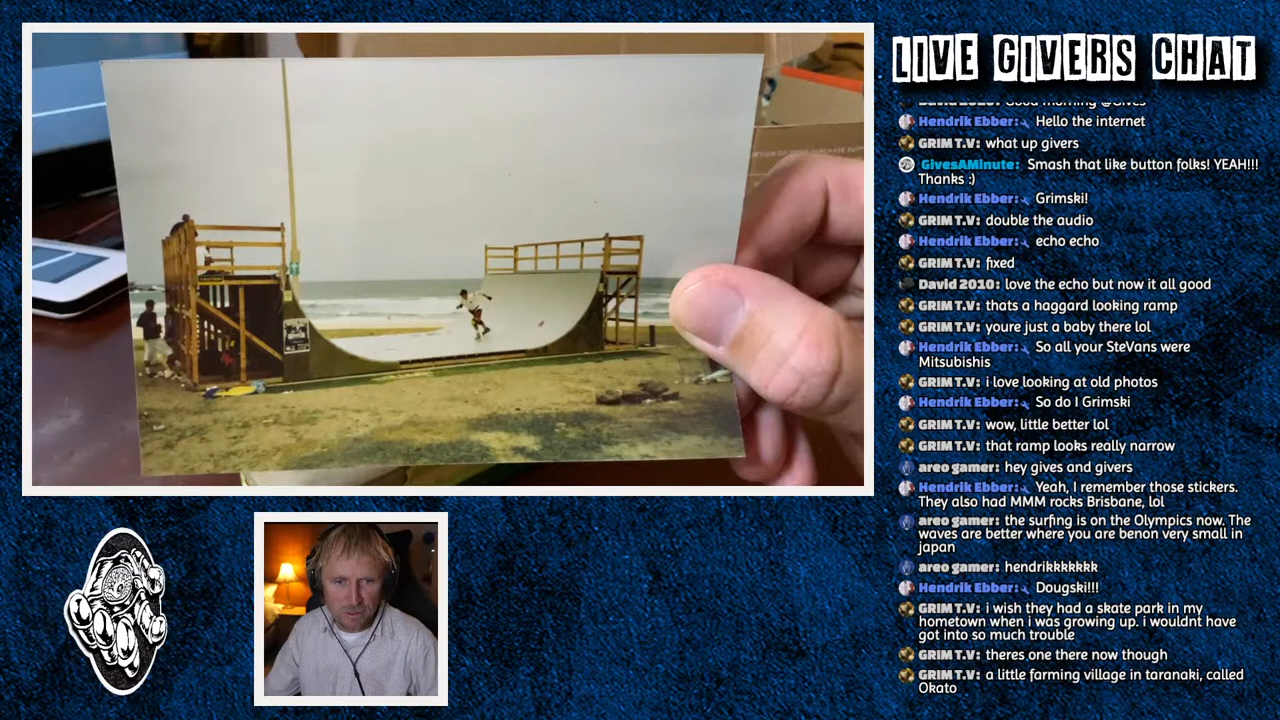 LIVE GIVERS CHAT
David 2010: Good morning @Gives
Hendrik Ebber: Hello the internet
GRIM T.V: what up givers
GivesAMinute: Smash that like button folks! YEAH!!!
Thanks :)
Hendrik Ebber: Grimski!
GRIM T.V: double the audio
Hendrik Ebber: echo echo
GRIM T.V: fixed
David 2010: love the echo but now it all good
GRIM T.V: thats a haggard looking ramp
GRIM T.V: youre just a baby there lol
Hendrik Ebber: So all your SteVans were
Mitsubishis
GRIM T.V: i love looking at old photos
Hendrik Ebber: So do I Grimski
GRIM T.V: wow, little better lol
GRIM T.V: that ramp looks really narrow
areo gamer: hey gives and givers
Hendrik Ebber: Yeah, I remember those stickers.
They also had MMM rocks Brisbane, lol
areo gamer: the surfing is on the Olympics now. The
waves are better where you are benon very small in
japan
areo gamer: hendrikkkkkkk
Hendrik Ebber: Dougski!!!
GRIM T.V: i wish they had a skate park in my
hometown when i was growing up. i wouldnt have
got into so much trouble
GRIM T.V: theres one there now though
GRIM T.V: a little farming village in taranaki, called
Okato